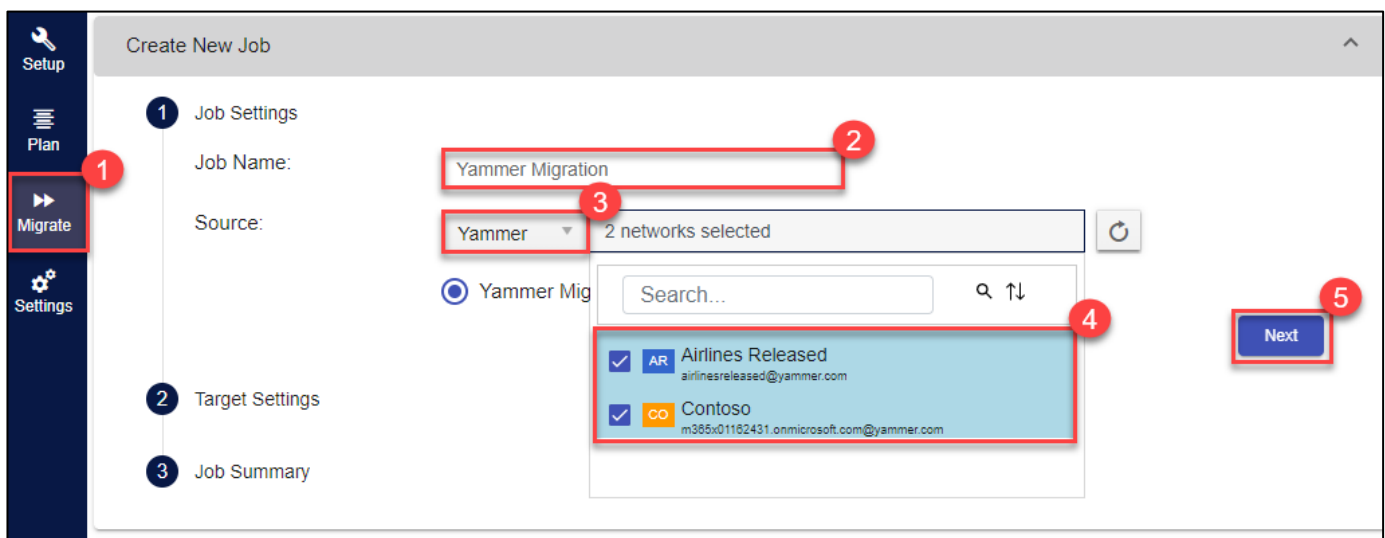 Setup
Create New Job
Plan
1 Job Settings
Job Name:
Yammer Migration
2
1
Migrate
Source:
Yammer
3
2 networks selected
Settings
Yammer Mig
Search...
4
5
Next
AR Airlines Released
airlinesreleased@yammer.com
CO Contoso
m365x01162431.onmicrosoft.com@yammer.com
2 Target Settings
3 Job Summary